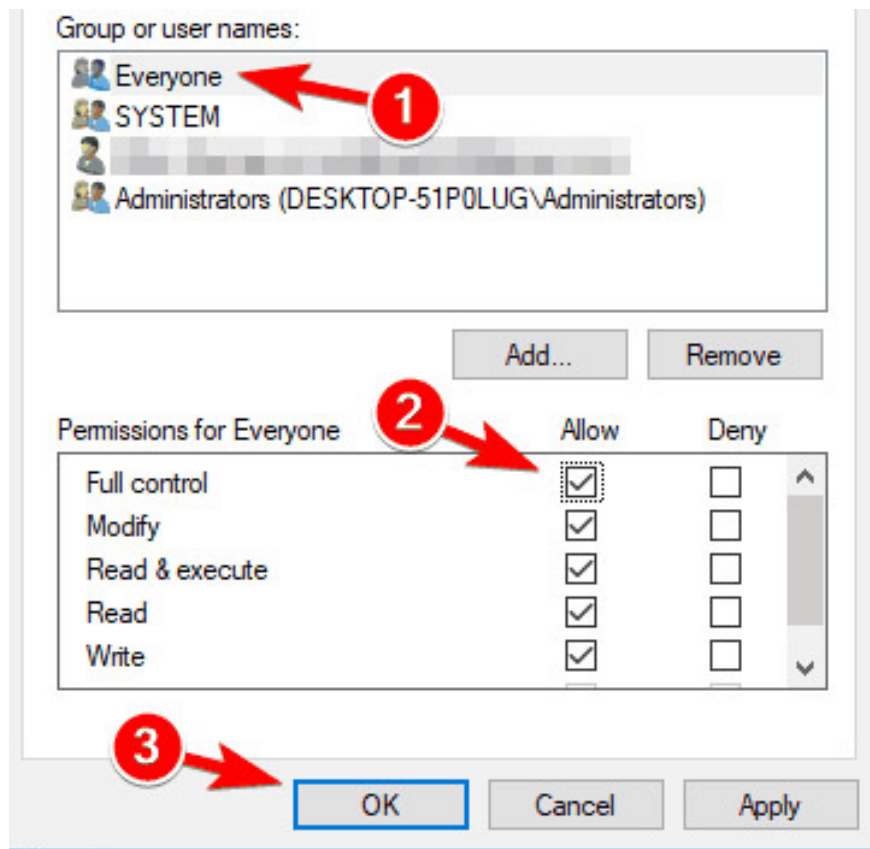 Group or user names:
Everyone
1
SYSTEM
Administrators (DESKTOP-51P0LUG\Administrators)
Add...
Remove
2
Permissions for Everyone
Allow
Deny
Full control
Modify
Read & execute
Read
Write
3
OK
Cancel
Apply